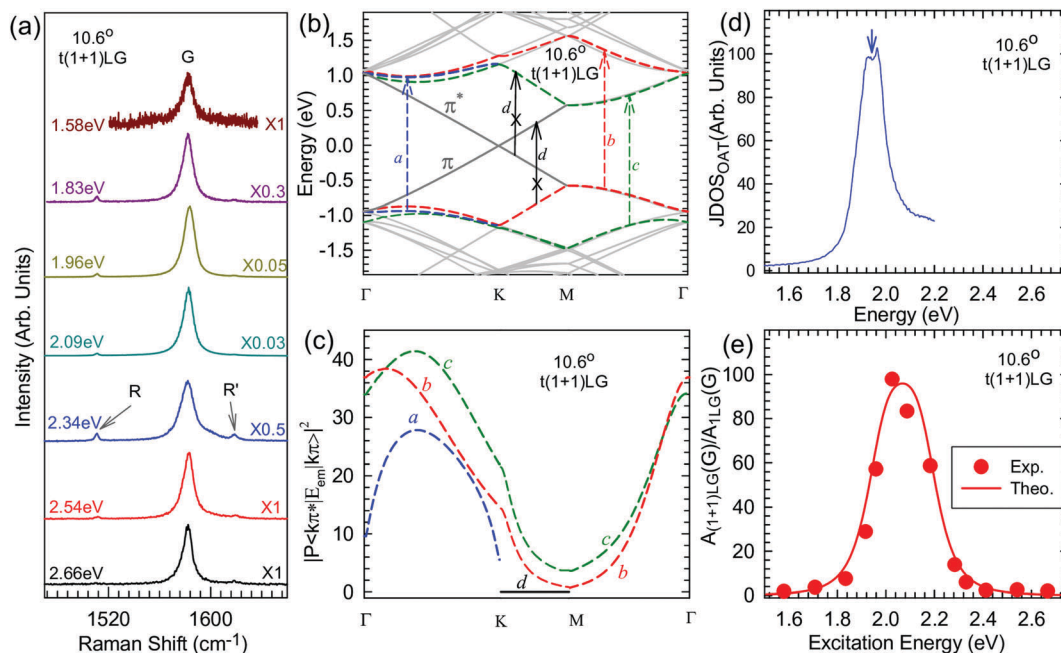 (a)
10.6°
t(1+1)LG
G
1.58eV
X1
1.83eV
X0.3
1.96eV
X0.05
2.09eV
X0.03
R
R'
2.34eV
X0.5
2.54eV
X1
2.66eV
X1
1520
1600
Raman Shift (cm-1)
Intensity (Arb. Units)
(b)
10.6°
t(1+1)LG
1.5
1.0
0.5
0.0
-0.5
-1.0
-1.5
Energy (eV)
π*
π
a
d
X
d
X
b
c
Γ
K
M
Γ
(c)
10.6°
t(1+1)LG
40
30
20
10
0
|P<kπ*|Eem|kπ>|2
a
b
c
d
c
b
Γ
K
M
Γ
(d)
10.6°
t(1+1)LG
100
80
60
40
20
0
JDOSOAT(Arb. Units)
1.6
1.8
2.0
2.2
2.4
2.6
Energy (eV)
(e)
10.6°
t(1+1)LG
100
80
60
40
20
0
A(1+1)LG(G)/A1LG(G)
Exp.
Theo.
1.6
1.8
2.0
2.2
2.4
2.6
Excitation Energy (eV)